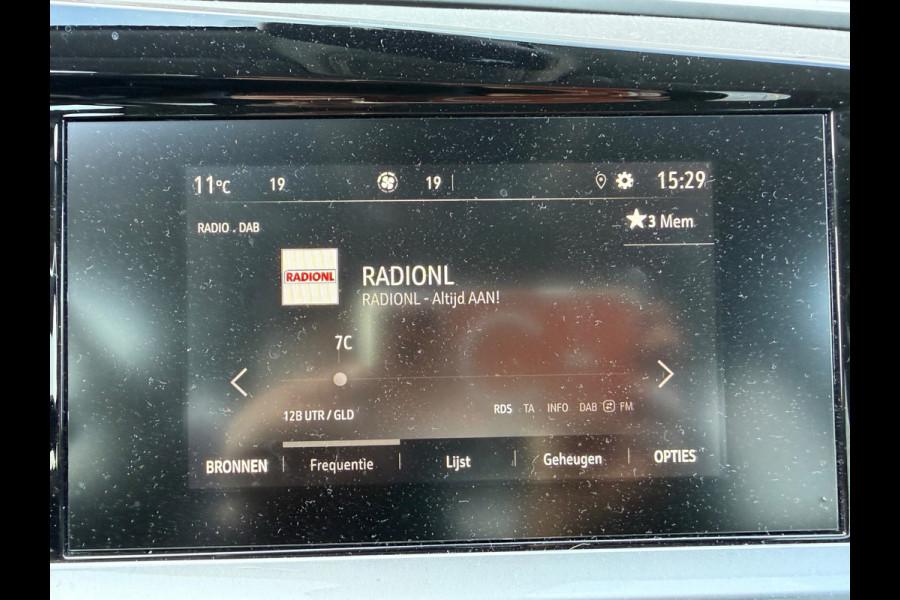 11°C 19 19 15:29
RADIO . DAB
★3 Mem
RADIONL
RADIONL
RADIONL - Altijd AAN!
7C
12B UTR / GLD
RDS TA INFO DAB FM
BRONNEN Frequentie Lijst Geheugen OPTIES